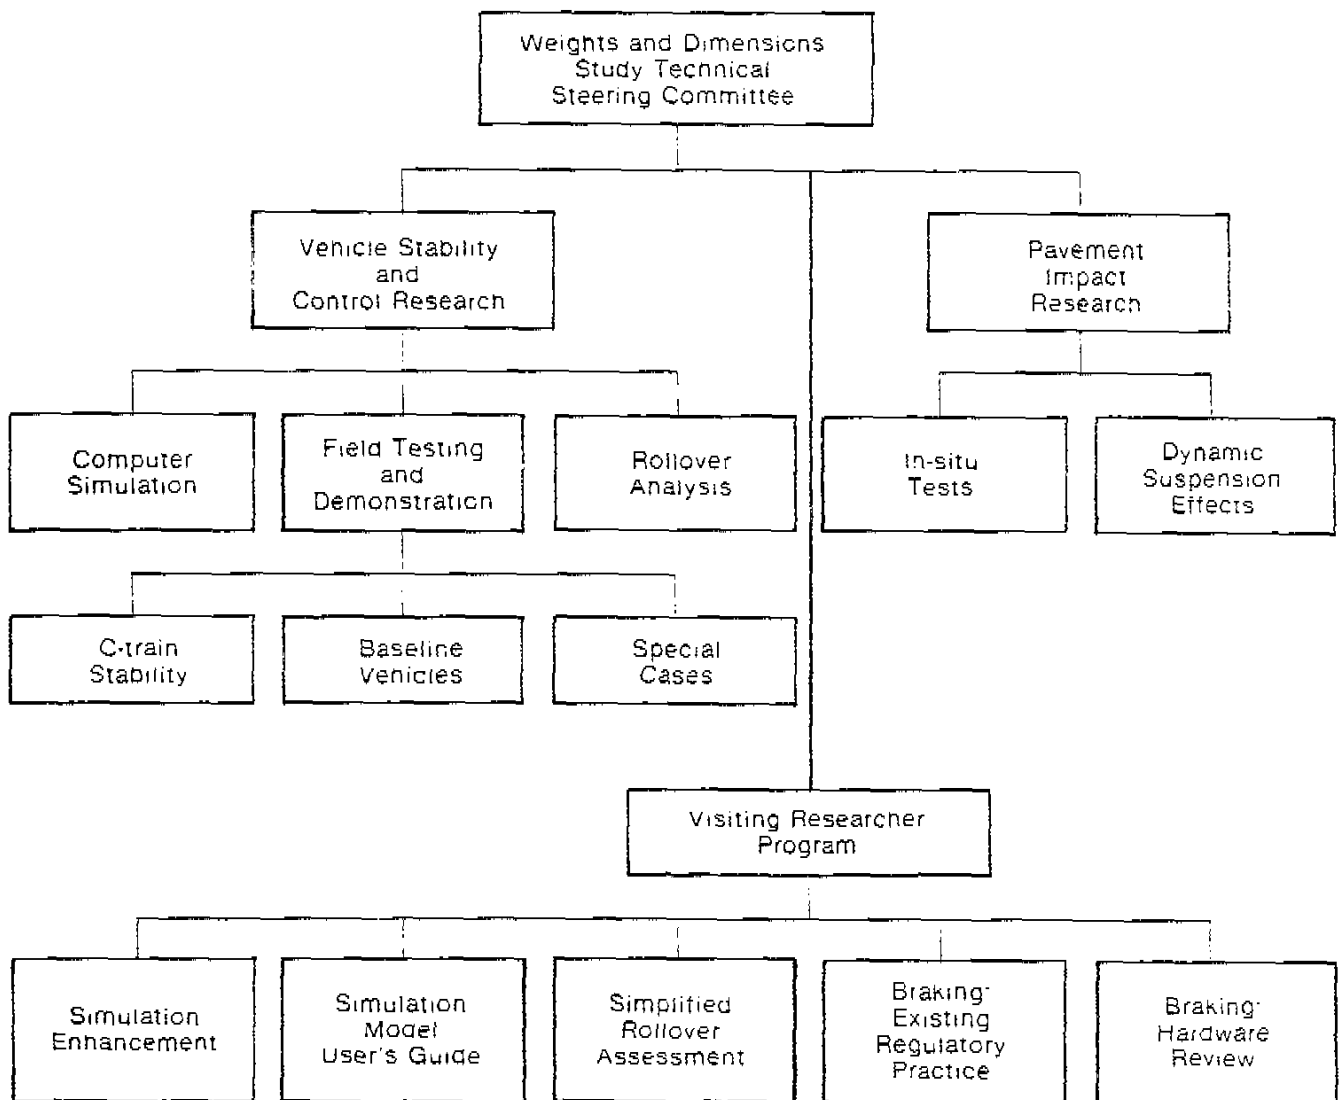 Weights and Dimensions
Study Technical
Steering Committee
Vehicle Stability
and
Control Research
Pavement
Impact
Research
Computer
Simulation
Field Testing
and
Demonstration
Rollover
Analysis
In-situ
Tests
Dynamic
Suspension
Effects
C-train
Stability
Baseline
Vehicles
Special
Cases
Visiting Researcher
Program
Simulation
Enhancement
Simulation
Model
User's Guide
Simplified
Rollover
Assessment
Braking:
Existing
Regulatory
Practice
Braking:
Hardware
Review